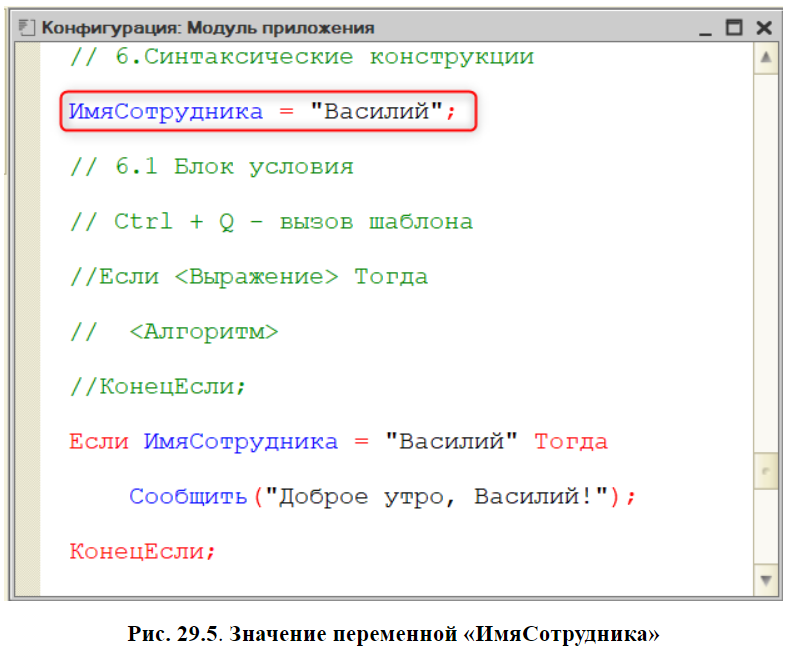 Конфигурация: Модуль приложения
// 6.Синтаксические конструкции
ИмяСотрудника = "Василий";
// 6.1 Блок условия
// Ctrl + Q - вызов шаблона
//Если <Выражение> Тогда
//  <Алгоритм>
//КонецЕсли;
Если ИмяСотрудника = "Василий" Тогда
Сообщить("Доброе утро, Василий!");
КонецЕсли;
Рис. 29.5. Значение переменной «ИмяСотрудника»